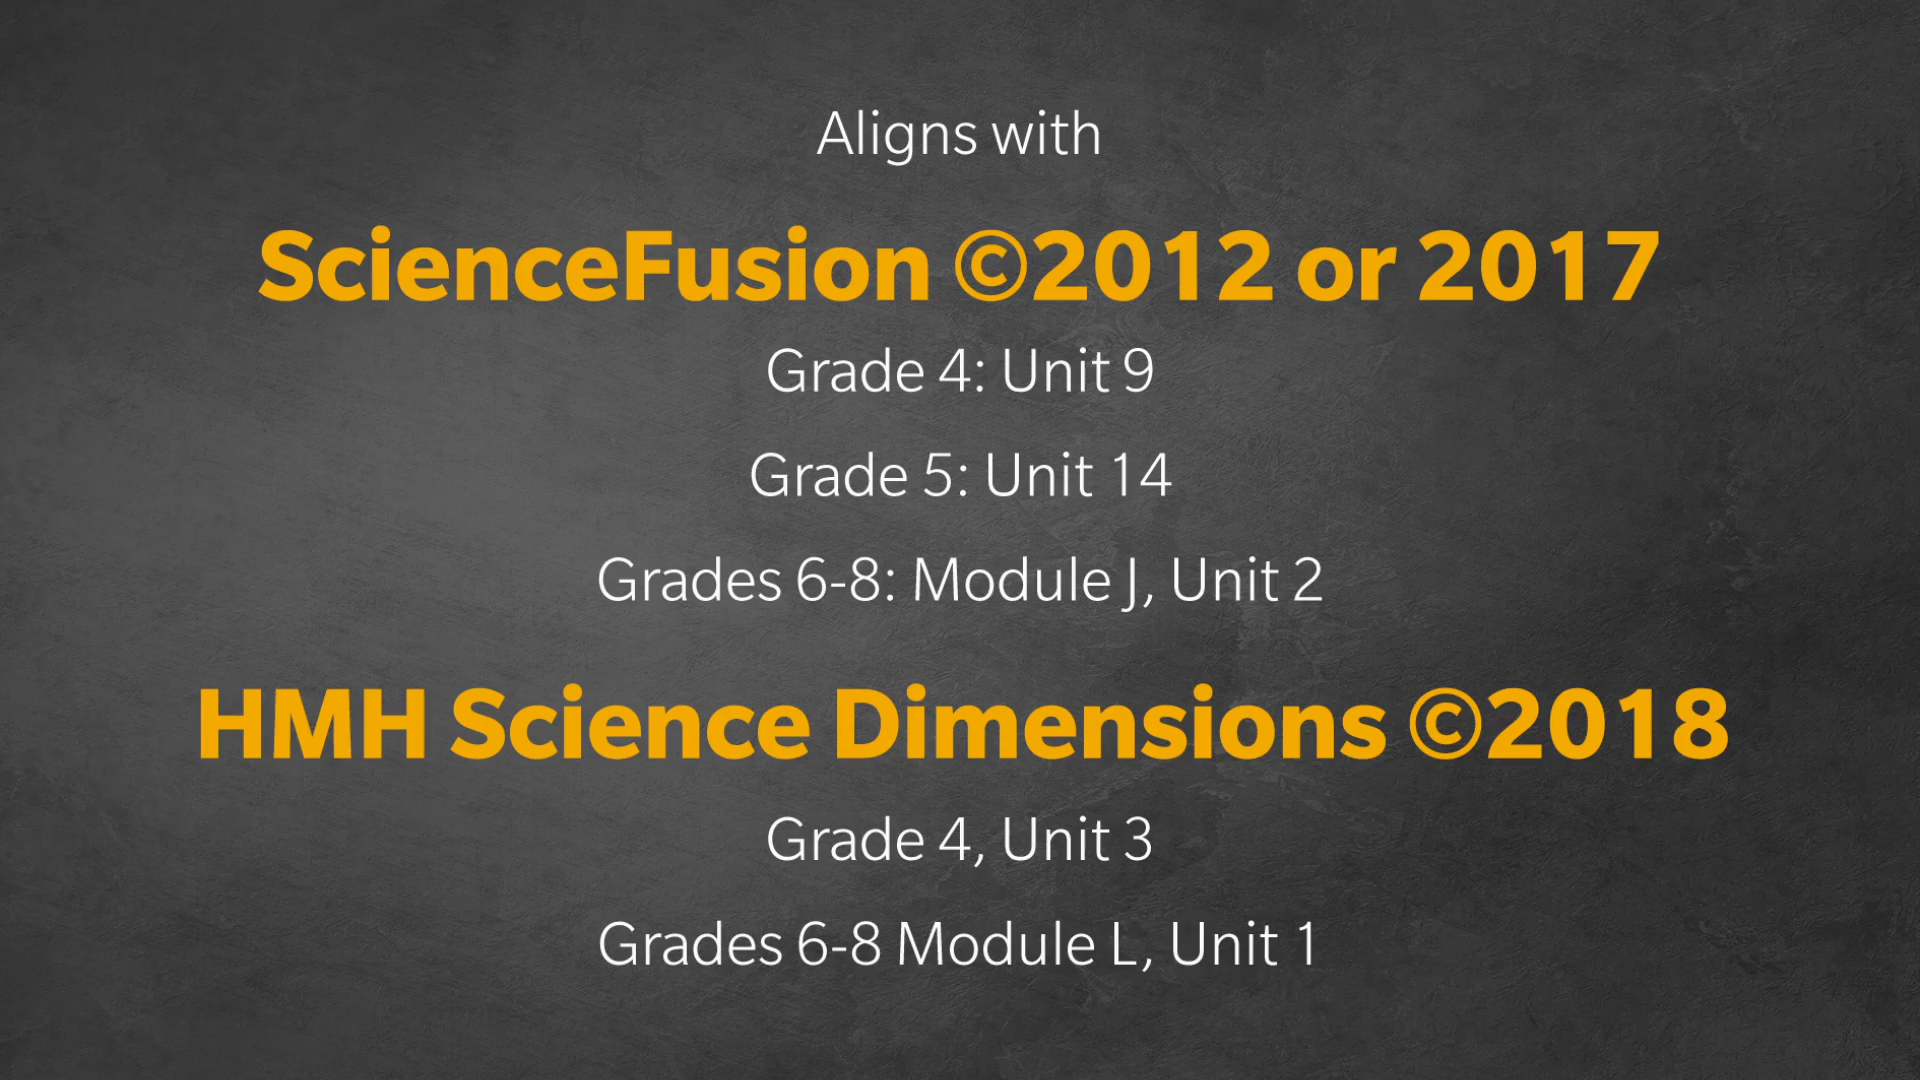 Aligns with
ScienceFusion ©2012 or 2017
Grade 4: Unit 9
Grade 5: Unit 14
Grades 6-8: Module J, Unit 2
HMH Science Dimensions ©2018
Grade 4, Unit 3
Grades 6-8 Module L, Unit 1